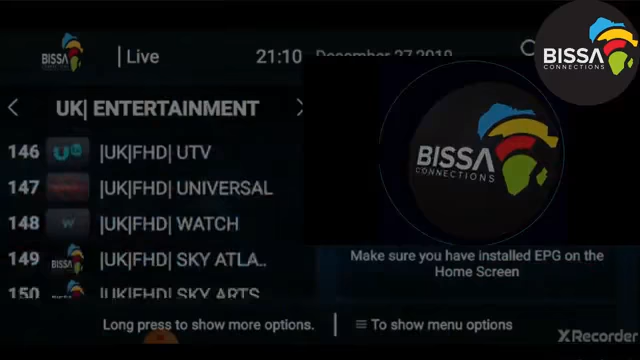 BISSA
CONNECTIONS
| Live
21:10 December 27 2019
BISSA
CONNECTIONS
< UK| ENTERTAINMENT >
146 |UK|FHD| UTV
147 |UK|FHD| UNIVERSAL
148 W |UK|FHD| WATCH
149 BISSA |UK|FHD| SKY ATLA..
150 |UK|FHD| SKY ARTS
BISSA
CONNECTIONS
Make sure you have installed EPG on the
Home Screen
Long press to show more options. | ≡ To show menu options
XRecorder